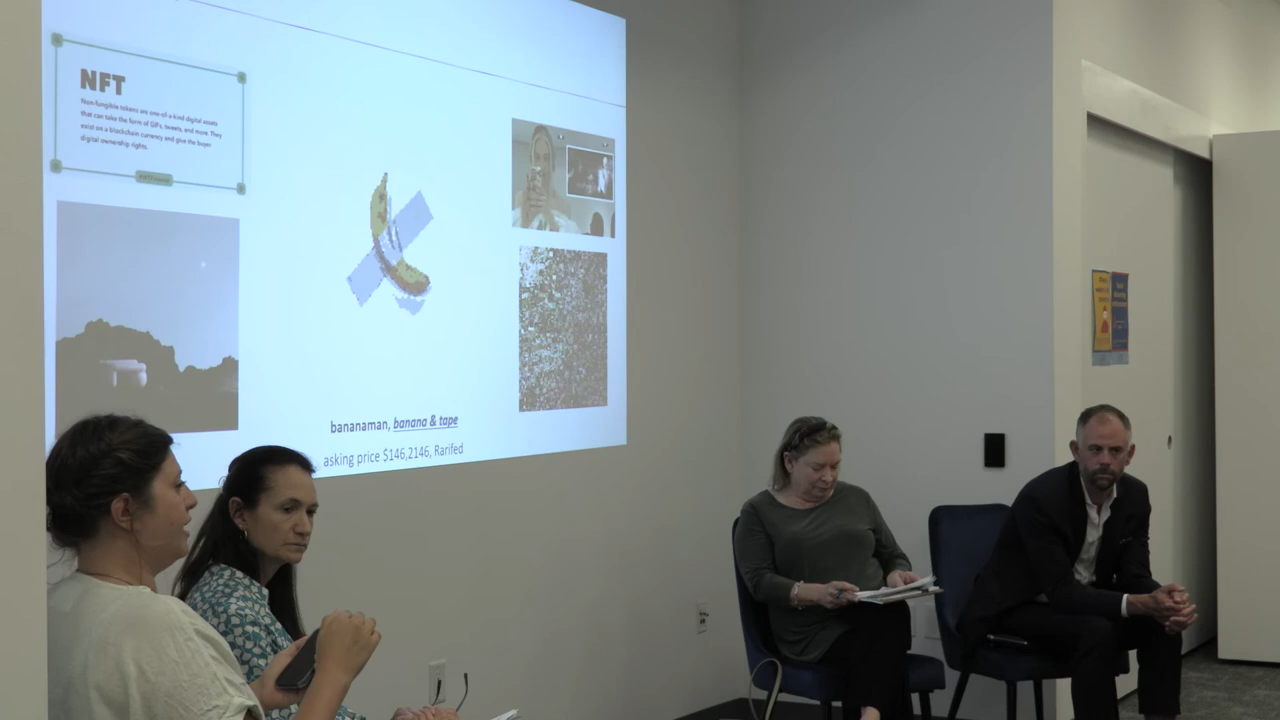 NFT
Non-fungible tokens are one-of-a-kind digital assets
that can take the form of GIFs, tweets, and more. They
exist on a blockchain currency and give the buyer
digital ownership rights.
bananaman, banana & tape
asking price $146,2146, Rarifed